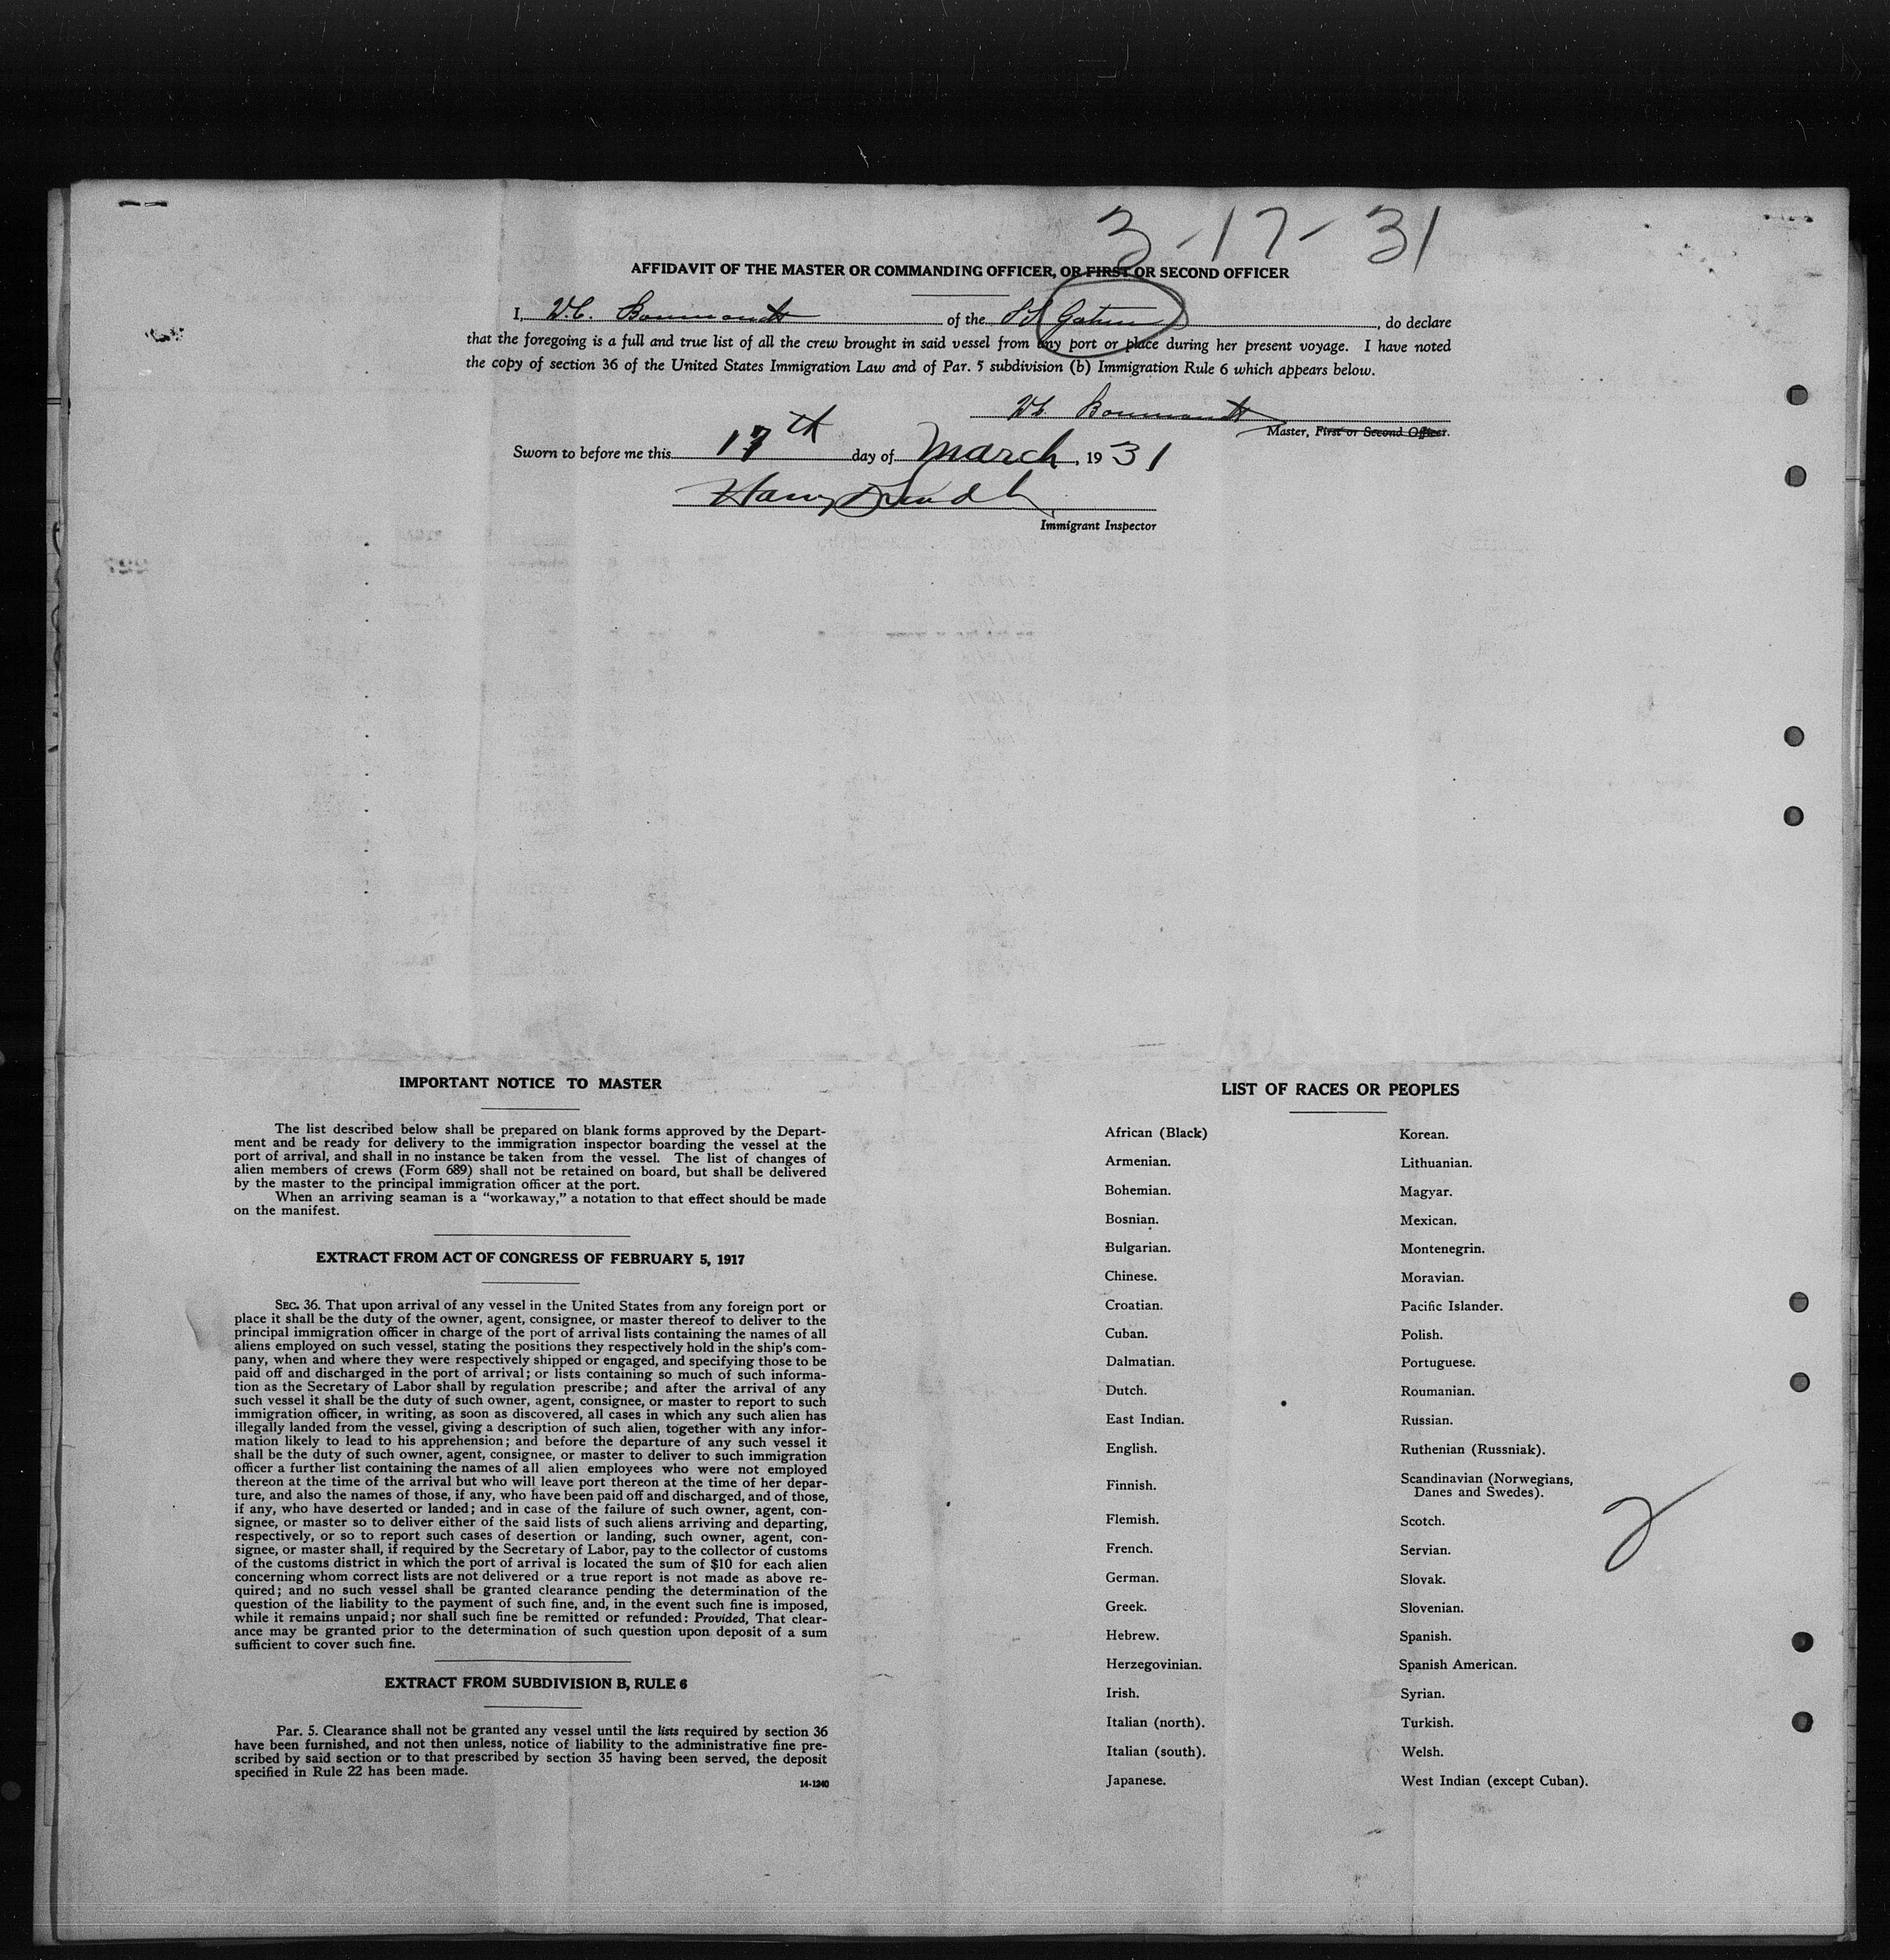 3-17-31
AFFIDAVIT OF THE MASTER OR COMMANDING OFFICER, OR FIRST OR SECOND OFFICER
I, W.C. of the SS Gatun, do declare
that the foregoing is a full and true list of all the crew brought in said vessel from any port or place during her present voyage. I have noted
the copy of section 36 of the United States Immigration Law and of Par. 5 subdivision (b) Immigration Rule 6 which appears below.
Master, First or Second Officer.
Sworn to before me this 17th day of March, 1931
Harry
Immigrant Inspector
IMPORTANT NOTICE TO MASTER
The list described below shall be prepared on blank forms approved by the Depart-
ment and be ready for delivery to the immigration inspector boarding the vessel at the
port of arrival, and shall in no instance be taken from the vessel. The list of changes of
alien members of crews (Form 689) shall not be retained on board, but shall be delivered
by the master to the principal immigration officer at the port.
When an arriving seaman is a “workaway,” a notation to that effect should be made
on the manifest.
EXTRACT FROM ACT OF CONGRESS OF FEBRUARY 5, 1917
SEC. 36. That upon arrival of any vessel in the United States from any foreign port or
place it shall be the duty of the owner, agent, consignee, or master thereof to deliver to the
principal immigration officer in charge of the port of arrival lists containing the names of all
aliens employed on such vessel, stating the positions they respectively hold in the ship's com-
pany, when and where they were respectively shipped or engaged, and specifying those to be
paid off and discharged in the port of arrival; or lists containing so much of such informa-
tion as the Secretary of Labor shall by regulation prescribe; and after the arrival of any
such vessel it shall be the duty of such owner, agent, consignee, or master to report to such
immigration officer, in writing, as soon as discovered, all cases in which any such alien has
illegally landed from the vessel, giving a description of such alien, together with any infor-
mation likely to lead to his apprehension; and before the departure of any such vessel it
shall be the duty of such owner, agent, consignee, or master to deliver to such immigration
officer a further list containing the names of all alien employees who were not employed
thereon at the time of the arrival but who will leave port thereon at the time of her depar-
ture, and also the names of those, if any, who have been paid off and discharged, and of those,
if any, who have deserted or landed; and in case of the failure of such owner, agent, con-
signee, or master so to deliver either of the said lists of such aliens arriving and departing,
respectively, or so to report such cases of desertion or landing, such owner, agent, con-
signee, or master shall, if required by the Secretary of Labor, pay to the collector of customs
of the customs district in which the port of arrival is located the sum of $10 for each alien
concerning whom correct lists are not delivered or a true report is not made as above re-
quired; and no such vessel shall be granted clearance pending the determination of the
question of the liability to the payment of such fine, and, in the event such fine is imposed,
while it remains unpaid; nor shall such fine be remitted or refunded: Provided, That clear-
ance may be granted prior to the determination of such question upon deposit of a sum
sufficient to cover such fine.
EXTRACT FROM SUBDIVISION B, RULE 6
Par. 5. Clearance shall not be granted any vessel until the lists required by section 36
have been furnished, and not then unless, notice of liability to the administrative fine pre-
scribed by said section or to that prescribed by section 35 having been served, the deposit
specified in Rule 22 has been made.
14-1240
LIST OF RACES OR PEOPLES
African (Black)
Armenian.
Bohemian.
Bosnian.
Bulgarian.
Chinese.
Croatian.
Cuban.
Dalmatian.
Dutch.
East Indian.
English.
Finnish.
Flemish.
French.
German.
Greek.
Hebrew.
Herzegovinian.
Irish.
Italian (north).
Italian (south).
Japanese.
Korean.
Lithuanian.
Magyar.
Mexican.
Montenegrin.
Moravian.
Pacific Islander.
Polish.
Portuguese.
Roumanian.
Russian.
Ruthenian (Russniak).
Scandinavian (Norwegians,
Danes and Swedes).
Scotch.
Servian.
Slovak.
Slovenian.
Spanish.
Spanish American.
Syrian.
Turkish.
Welsh.
West Indian (except Cuban).
2